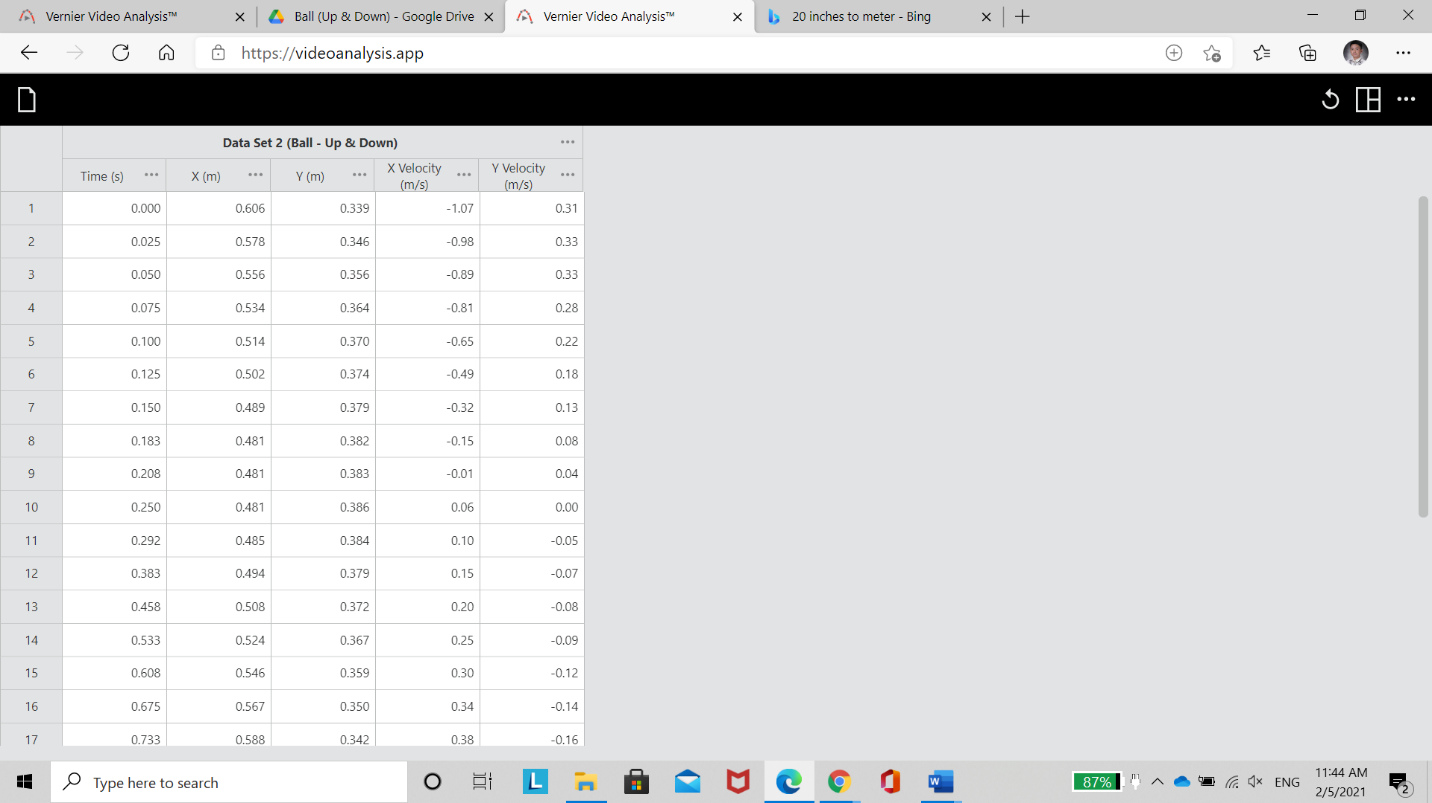 Vernier Video Analysis™ Ball (Up & Down) - Google Drive Vernier Video Analysis™ 20 inches to meter - Bing
https://videoanalysis.app
Data Set 2 (Ball - Up & Down)
Time (s) X (m) Y (m) X Velocity (m/s) Y Velocity (m/s)
1 0.000 0.606 0.339 -1.07 0.31
2 0.025 0.578 0.346 -0.98 0.33
3 0.050 0.556 0.356 -0.89 0.33
4 0.075 0.534 0.364 -0.81 0.28
5 0.100 0.514 0.370 -0.65 0.22
6 0.125 0.502 0.374 -0.49 0.18
7 0.150 0.489 0.379 -0.32 0.13
8 0.183 0.481 0.382 -0.15 0.08
9 0.208 0.481 0.383 -0.01 0.04
10 0.250 0.481 0.386 0.06 0.00
11 0.292 0.485 0.384 0.10 -0.05
12 0.383 0.494 0.379 0.15 -0.07
13 0.458 0.508 0.372 0.20 -0.08
14 0.533 0.524 0.367 0.25 -0.09
15 0.608 0.546 0.359 0.30 -0.12
16 0.675 0.567 0.350 0.34 -0.14
17 0.733 0.588 0.342 0.38 -0.16
Type here to search L W 87% ENG 11:44 AM
2/5/2021 2